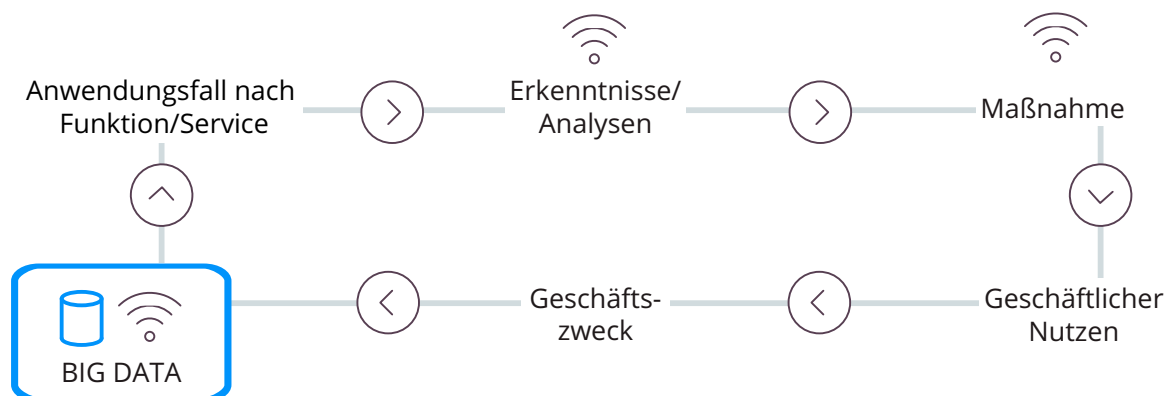 Anwendungsfall nach
Funktion/Service
Erkenntnisse/
Analysen
Maßnahme
BIG DATA
Geschäfts-
zweck
Geschäftlicher
Nutzen